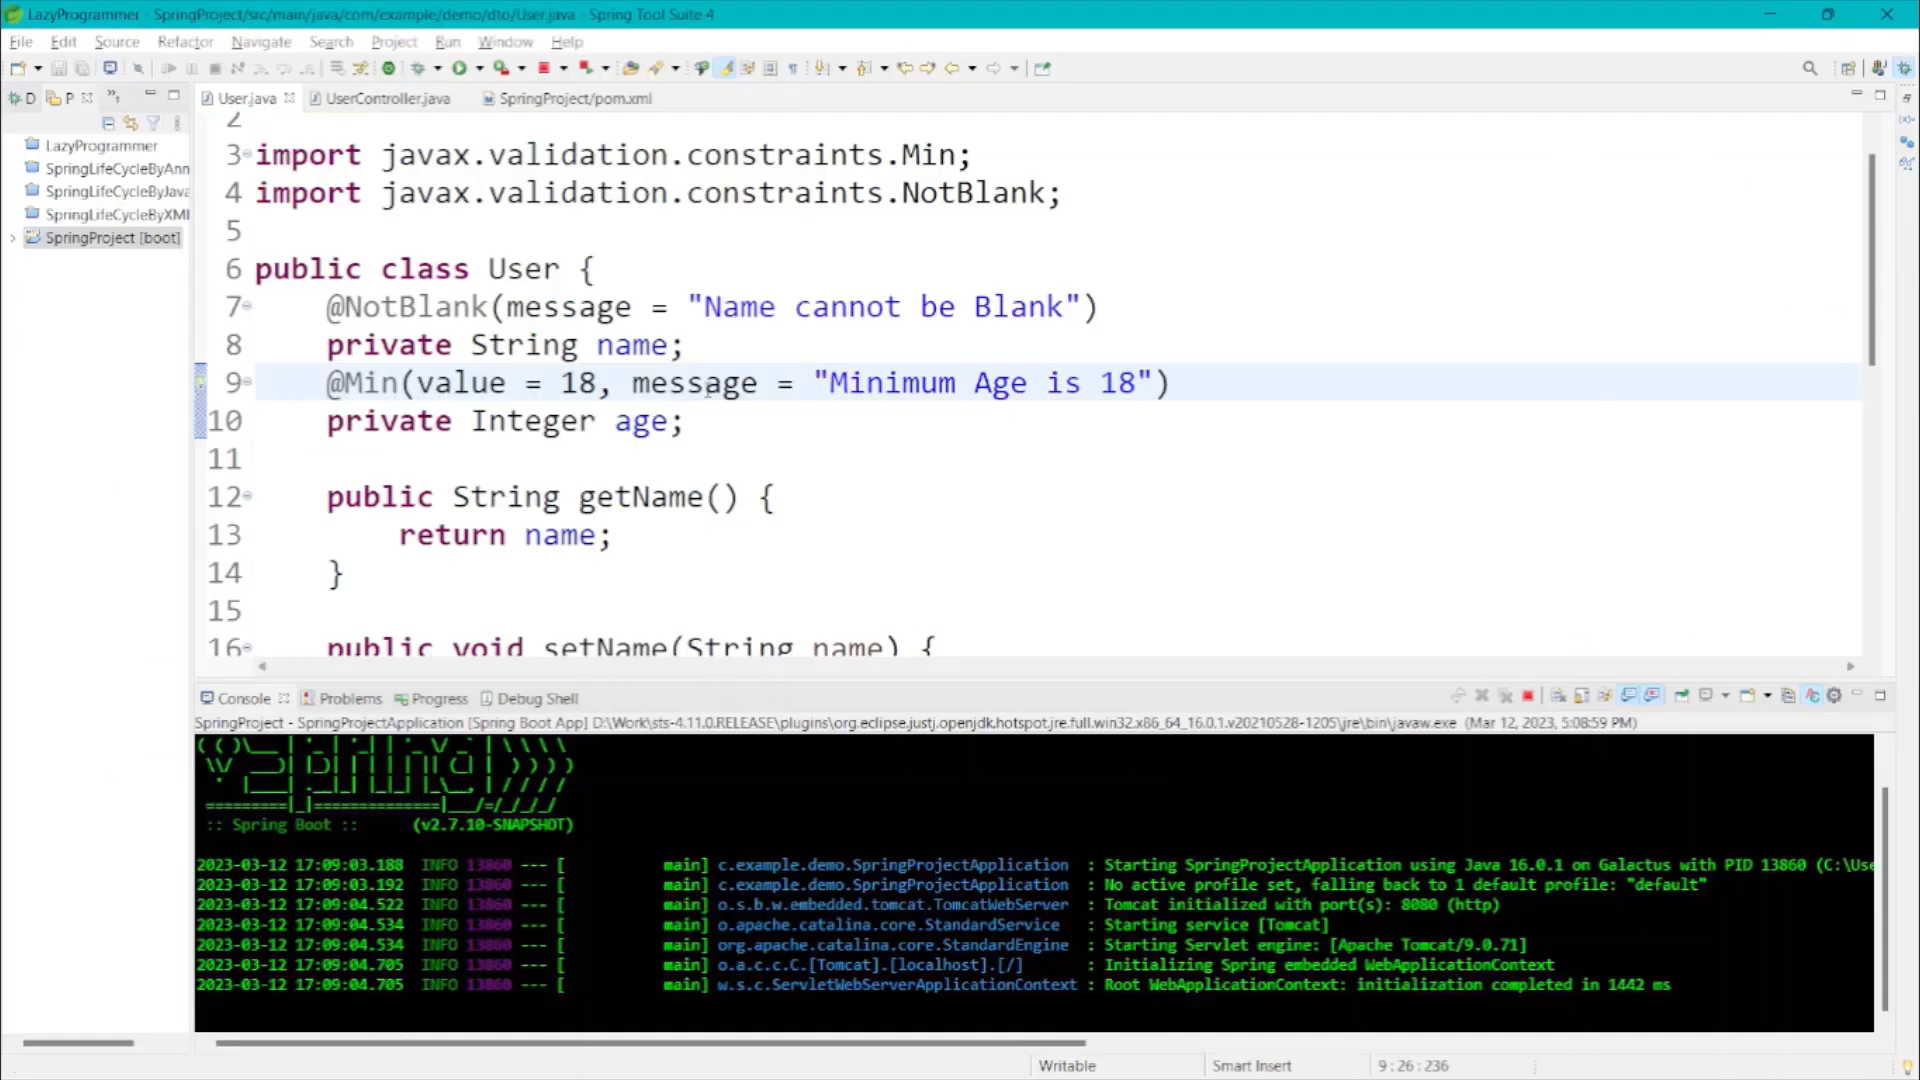 LazyProgrammer - SpringProject/src/main/java/com/example/demo/dto/User.java - Spring Tool Suite 4
File Edit Source Refactor Navigate Search Project Run Window Help
D P User.java UserController.java SpringProject/pom.xml
LazyProgrammer
SpringLifeCycleByAnn
SpringLifeCycleByJava
SpringLifeCycleByXMI
SpringProject [boot]
2
3 import javax.validation.constraints.Min;
4 import javax.validation.constraints.NotBlank;
5
6 public class User {
7 @NotBlank(message = "Name cannot be Blank")
8 private String name;
9 @Min(value = 18, message = "Minimum Age is 18")
10 private Integer age;
11
12 public String getName() {
13 return name;
14 }
15
16 public void setName(String name) {
Console Problems Progress Debug Shell
SpringProject - SpringProjectApplication [Spring Boot App] D:\Work\sts-4.11.0.RELEASE\plugins\org.eclipse.justj.openjdk.hotspot.jre.full.win32.x86_64_16.0.1.v20210528-1205\jre\bin\javaw.exe (Mar 12, 2023, 5:08:59 PM)
:: Spring Boot :: (v2.7.10-SNAPSHOT)
2023-03-12 17:09:03.188 INFO 13860 --- [ main] c.example.demo.SpringProjectApplication : Starting SpringProjectApplication using Java 16.0.1 on Galactus with PID 13860 (C:\Use
2023-03-12 17:09:03.192 INFO 13860 --- [ main] c.example.demo.SpringProjectApplication : No active profile set, falling back to 1 default profile: "default"
2023-03-12 17:09:04.522 INFO 13860 --- [ main] o.s.b.w.embedded.tomcat.TomcatWebServer : Tomcat initialized with port(s): 8080 (http)
2023-03-12 17:09:04.534 INFO 13860 --- [ main] o.apache.catalina.core.StandardService : Starting service [Tomcat]
2023-03-12 17:09:04.534 INFO 13860 --- [ main] org.apache.catalina.core.StandardEngine : Starting Servlet engine: [Apache Tomcat/9.0.71]
2023-03-12 17:09:04.705 INFO 13860 --- [ main] o.a.c.c.C.[Tomcat].[localhost].[/] : Initializing Spring embedded WebApplicationContext
2023-03-12 17:09:04.705 INFO 13860 --- [ main] w.s.c.ServletWebServerApplicationContext : Root WebApplicationContext: initialization completed in 1442 ms
Writable Smart Insert 9:26:236